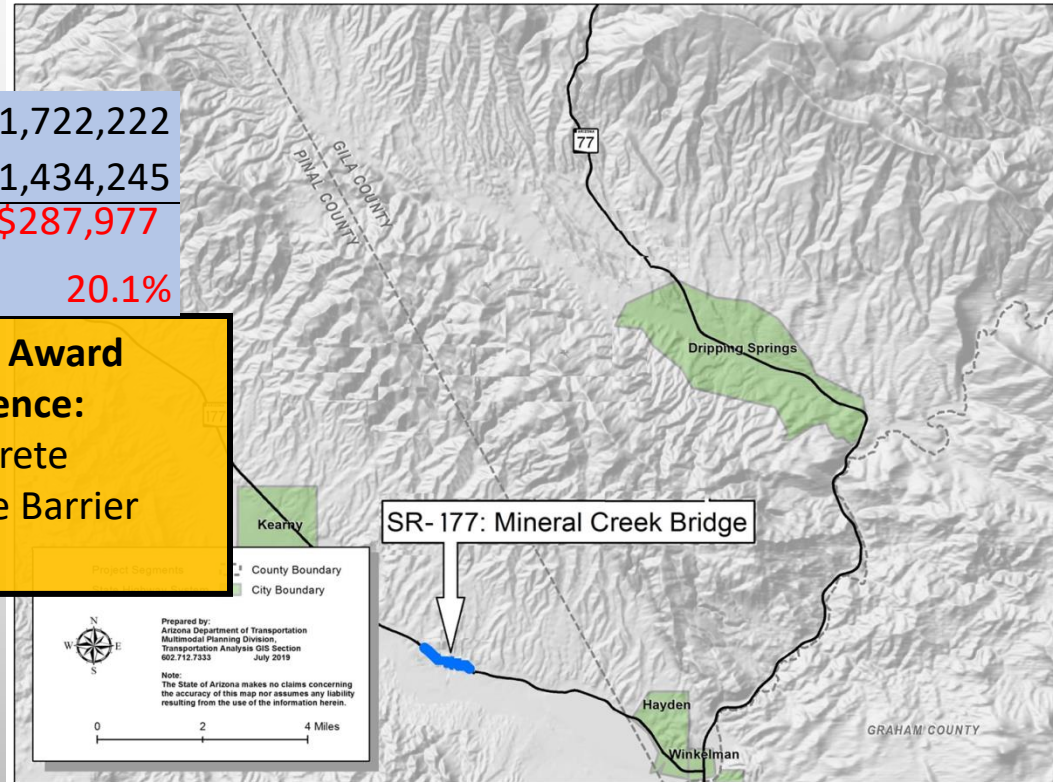 1,722,222
1,434,245
$287,977
20.1%
Award
ence:
rete
e Barrier
77
GILA COUNTY
PINAL COUNTY
Dripping Springs
177
Kearny
SR-177: Mineral Creek Bridge
Project Segments
County Boundary
City Boundary
N
W E
S
Prepared by:
Arizona Department of Transportation
Multimodal Planning Division,
Transportation Analysis GIS Section
602.712.7333 July 2019
Note:
The State of Arizona makes no claims concerning
the accuracy of this map nor assumes any liability
resulting from the use of the information herein.
0 2 4 Miles
Hayden
Winkelman
GRAHAM COUNTY